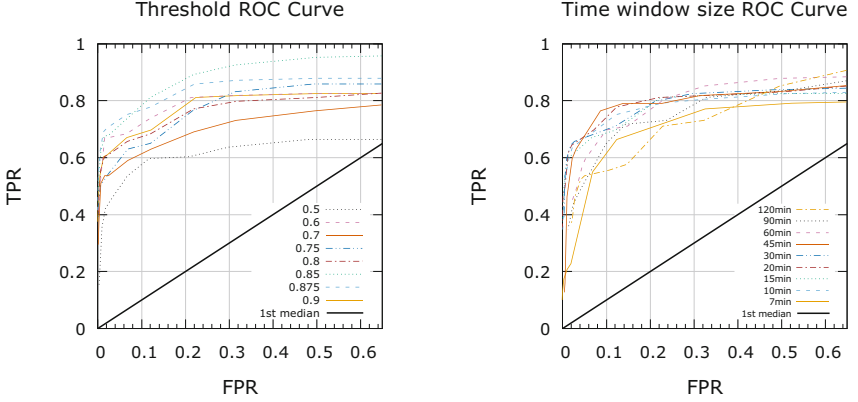 Threshold ROC Curve
TPR
1
0.8
0.6
0.4
0.2
0
0 0.1 0.2 0.3 0.4 0.5 0.6
FPR
0.5
0.6
0.7
0.75
0.8
0.85
0.875
0.9
1st median
Time window size ROC Curve
TPR
1
0.8
0.6
0.4
0.2
0
0 0.1 0.2 0.3 0.4 0.5 0.6
FPR
120min
90min
60min
45min
30min
20min
15min
10min
7min
1st median